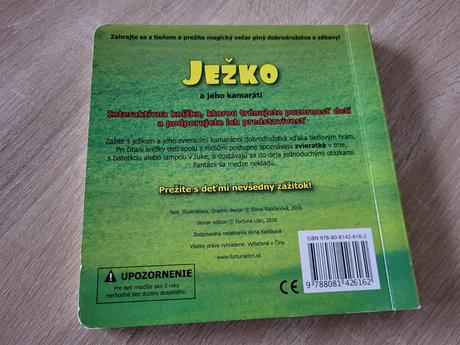 Zahrajte sa s tieňom a prežite magický večer plný dobrodružstva a zábavy!
JEŽKO
a jeho kamaráti
Interaktívna knižka, ktorou trénujete pozornosť detí
a podporujete ich predstavivosť
Zažite s ježkom a jeho zvieracími kamarátmi dobrodružstvá vďaka tieňovým hrám.
Pri čítaní knižky deti spolu s rodičmi postupne spoznávajú zvieratká v tme,
s baterkou alebo lampou v ruke, a dostávajú sa do deja jednoduchými otázkami.
Fantázii sa medze nekladú.
Prežite s deťmi nevšedný zážitok!
Text, Illustrations, Graphic design © Elena Rabčanová, 2016
Slovak edition © Fortuna Libri, 2016
Zodpovedná redaktorka Anna Kališková
Všetky práva vyhradené. Vytlačené v Číne.
www.fortunalibri.sk
UPOZORNENIE
Pre deti mladšie ako 3 roky
nevhodné bez dozoru dospelého.
CE
ISBN 978-80-8142-616-2
9 788081 426162